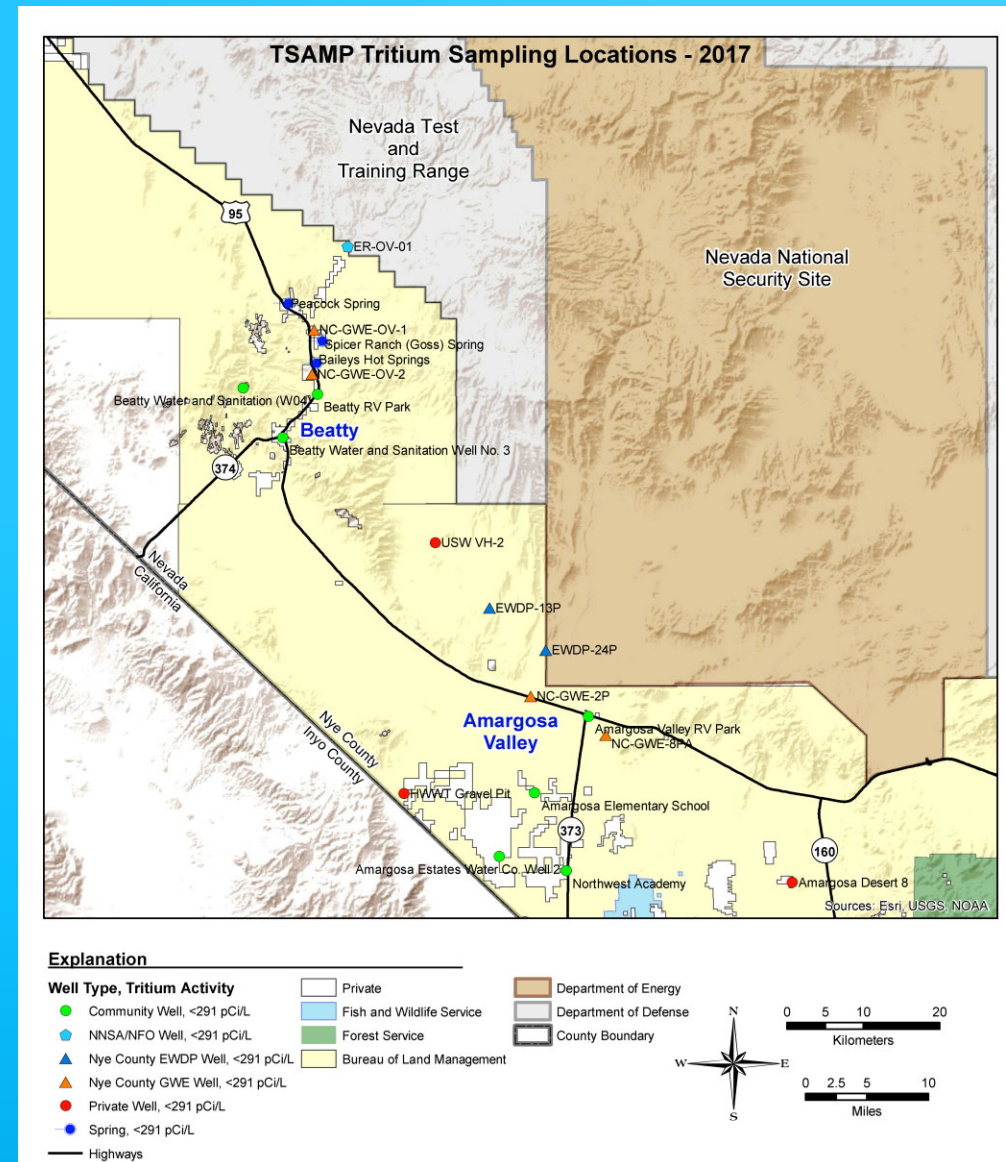 TSAMP Tritium Sampling Locations - 2017
Nevada Test
and
Training Range
95
ER-OV-01
Nevada National
Security Site
Peacock Spring
NC-GWE-OV-1
Spicer Ranch (Goss) Spring
Baileys Hot Springs
NC-GWE-OV-2
Beatty Water and Sanitation (W04)
Beatty RV Park
Beatty
Beatty Water and Sanitation Well No. 3
374
USW VH-2
Nevada
California
EWDP-13P
EWDP-24P
NC-GWE-2P
Amargosa
Valley
Amargosa Valley RV Park
NC-GWE-8PA
Nye County
Inyo County
HWWT Gravel Pit
Amargosa Elementary School
373
160
Amargosa Estates Water Co. Well 2
Northwest Academy
Amargosa Desert 8
Sources: Esri, USGS, NOAA
Explanation
Well Type, Tritium Activity
Community Well, <291 pCi/L
NNSA/NFO Well, <291 pCi/L
Nye County EWDP Well, <291 pCi/L
Nye County GWE Well, <291 pCi/L
Private Well, <291 pCi/L
Spring, <291 pCi/L
Highways
Private
Fish and Wildlife Service
Forest Service
Bureau of Land Management
Department of Energy
Department of Defense
County Boundary
N
W
E
S
0 5 10 20
Kilometers
0 2.5 5 10
Miles